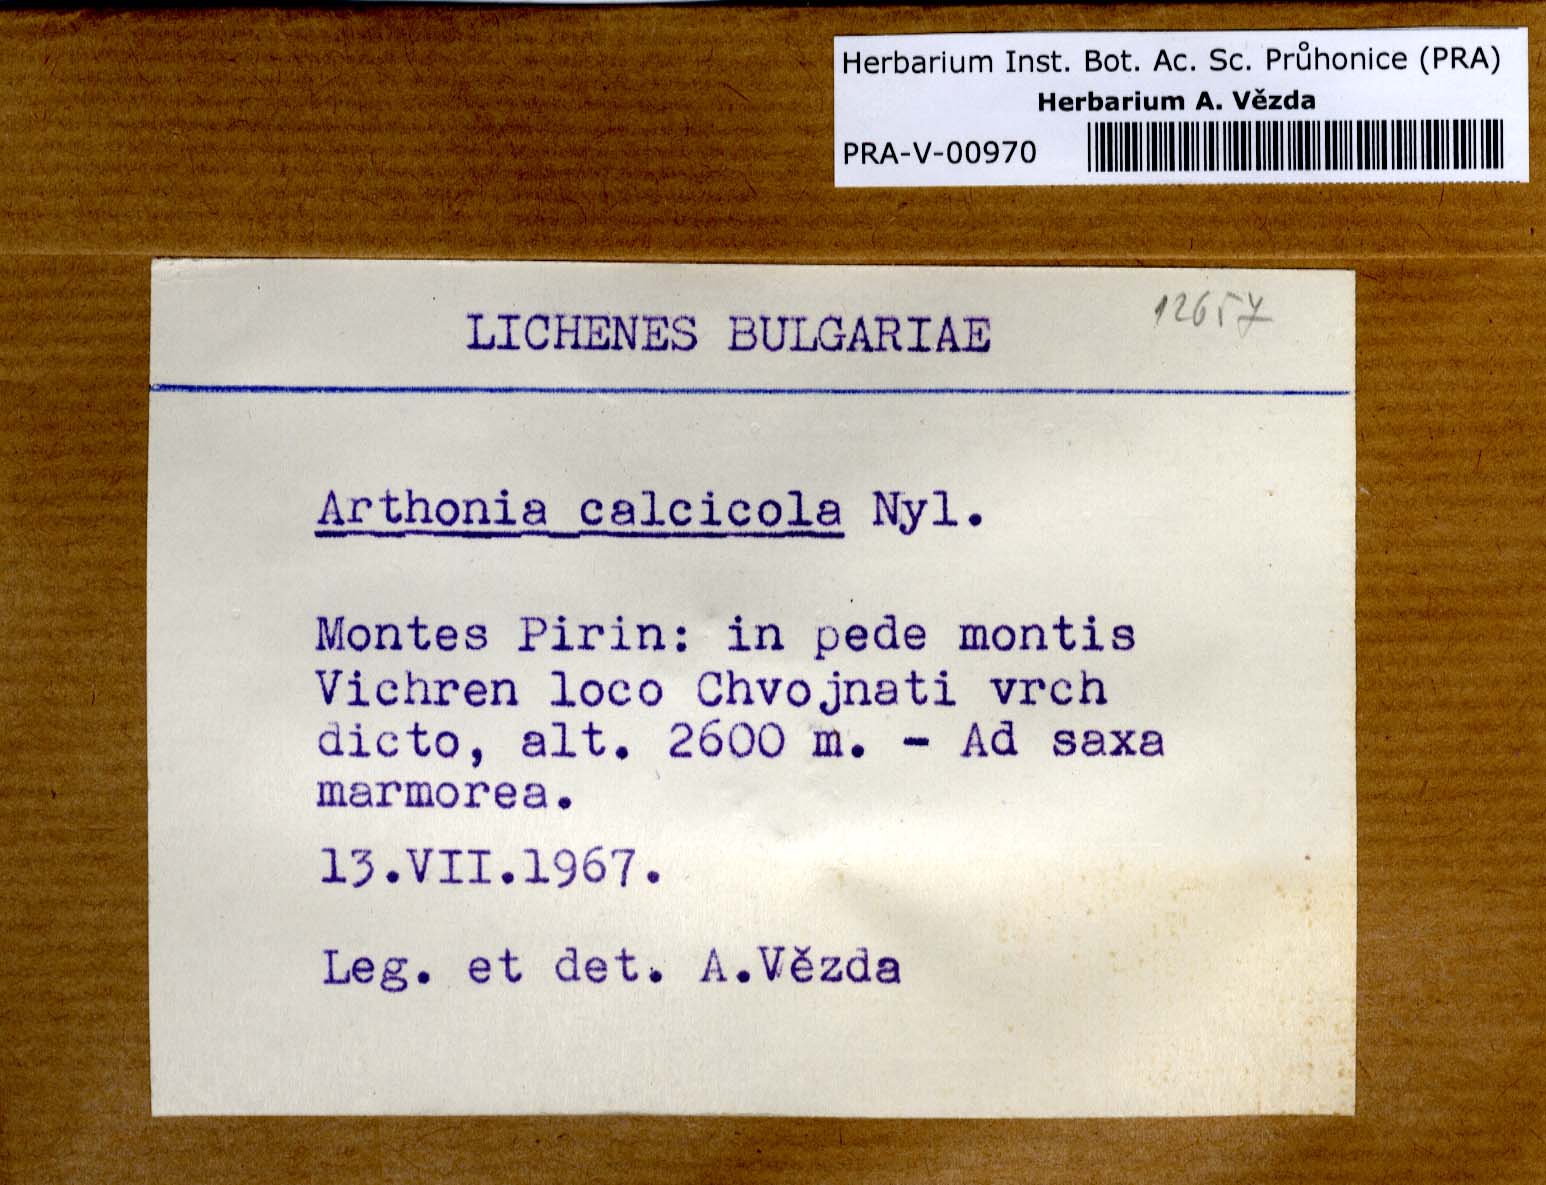 Herbarium Inst. Bot. Ac. Sc. Průhonice (PRA)
Herbarium A. Vězda
PRA-V-00970
12657
LICHENES BULGARIAE
Arthonia calcicola Nyl.
Montes Pirin: in pede montis
Vichren loco Chvojnati vrch
dicto, alt. 2600 m. - Ad saxa
marmorea.
13.VII.1967.
Leg. et det. A.Vězda